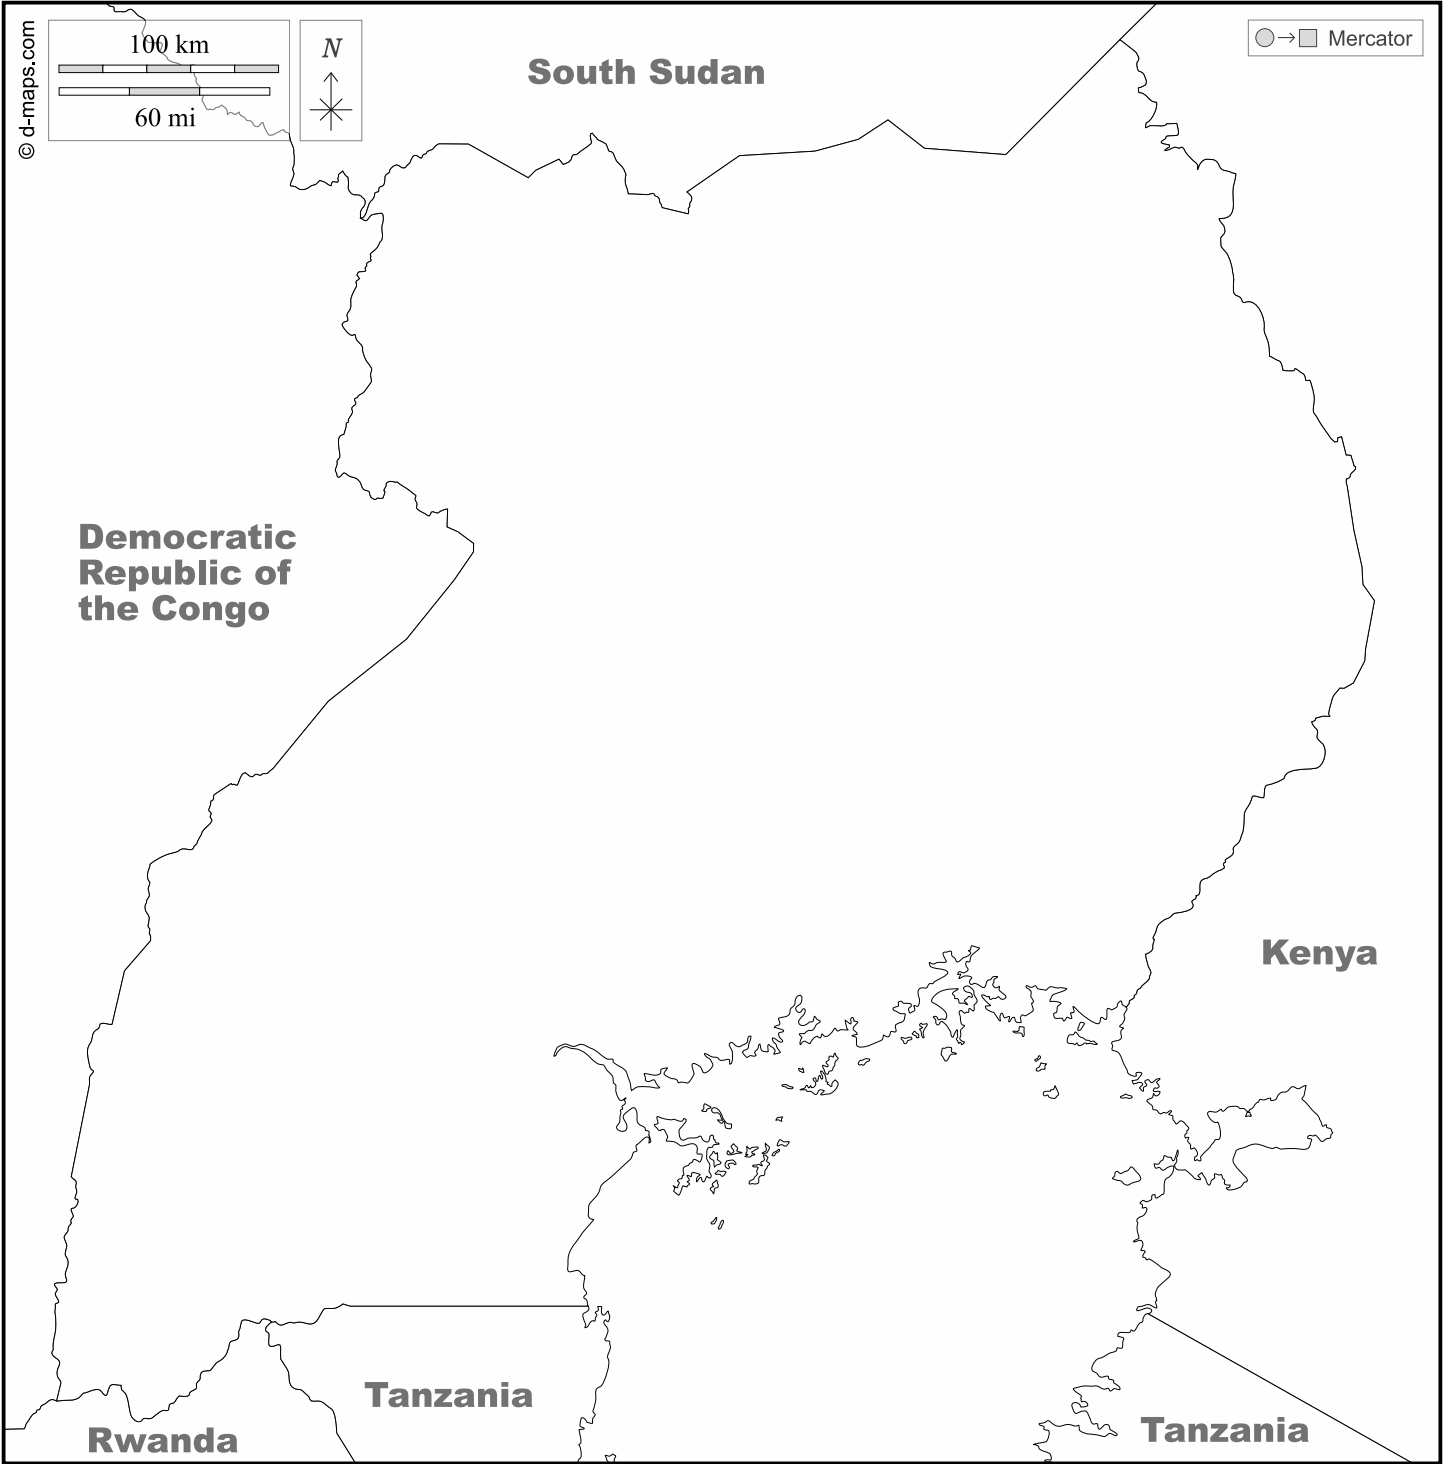 © d-maps.com
100 km
60 mi
N
South Sudan
Mercator
Democratic
Republic of
the Congo
Kenya
Tanzania
Rwanda
Tanzania